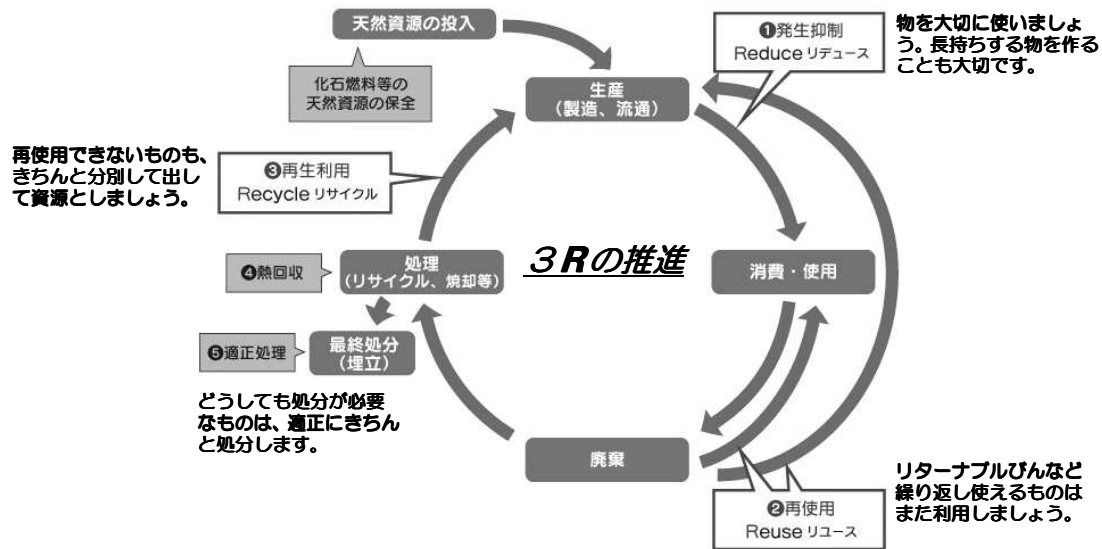 天然資源の投入
化石燃料等の
天然資源の保全
生産
(製造、流通)
❶発生抑制
Reduce リデュース
物を大切に使いましょ
う。長持ちする物を作る
ことも大切です。
再使用できないものも、
きちんと分別して出し
て資源としましょう。
❸再生利用
Recycle リサイクル
3Rの推進
❹熱回収
処理
(リサイクル、焼却等)
消費・使用
❺適正処理
最終処分
(埋立)
どうしても処分が必要
なものは、適正にきちん
と処分します。
廃棄
❷再使用
Reuse リユース
リターナブルびんなど
繰り返し使えるものは
また利用しましょう。